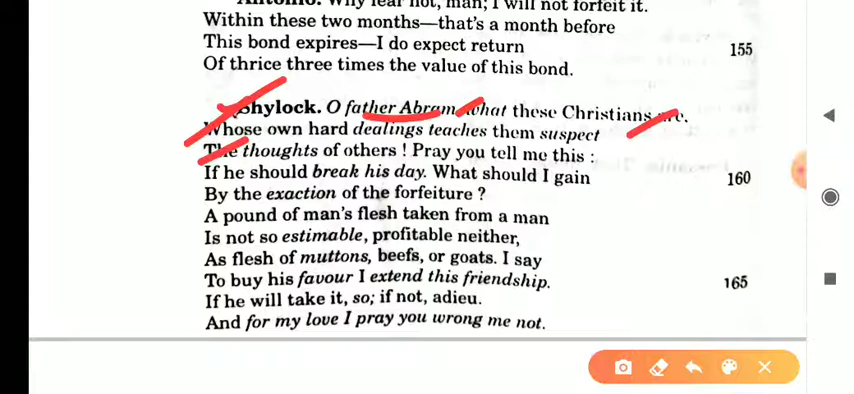 Antonio. Why fear not, man; I will not forfeit it.
Within these two months—that's a month before
This bond expires—I do expect return 155
Of thrice three times the value of this bond.
Shylock. O father Abram, what these Christians are,
Whose own hard dealings teaches them suspect
The thoughts of others ! Pray you tell me this :
If he should break his day. What should I gain 160
By the exaction of the forfeiture ?
A pound of man's flesh taken from a man
Is not so estimable, profitable neither,
As flesh of muttons, beefs, or goats. I say
To buy his favour I extend this friendship. 165
If he will take it, so; if not, adieu.
And for my love I pray you wrong me not.